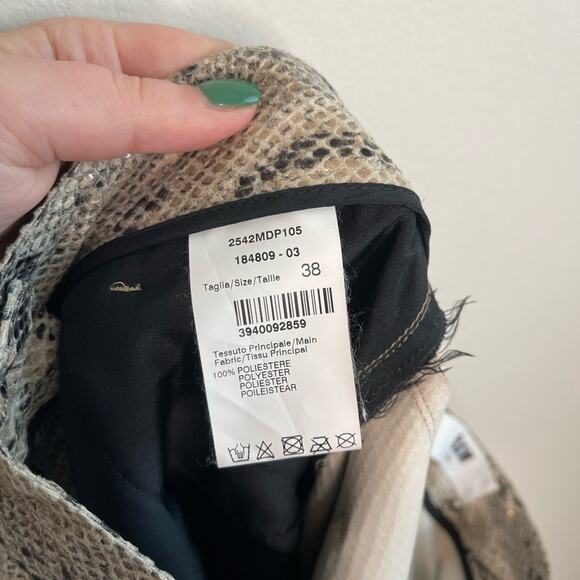 2542MDP105
184809 - 03
Taglia/Size/Taille 38
3940092859
Tessuto Principale/Main
Fabric/Tissu Principal
100% POLIESTERE
POLYESTER
POLIESTER
POILEISTEAR